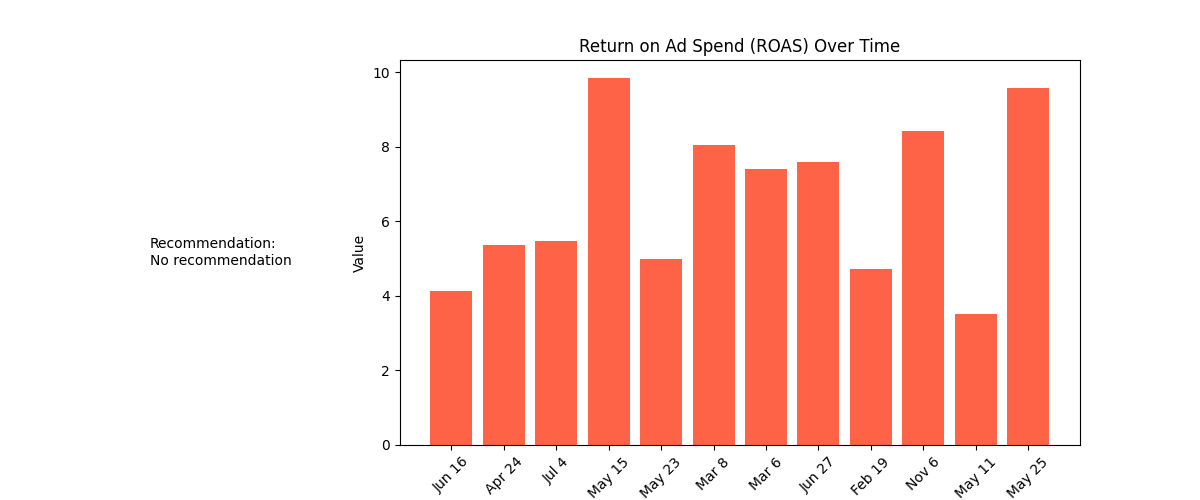 Return on Ad Spend (ROAS) Over Time
Recommendation:
No recommendation
Value
10
8
6
4
2
0
Jun 16
Apr 24
Jul 4
May 15
May 23
Mar 8
Mar 6
Jun 27
Feb 19
Nov 6
May 11
May 25